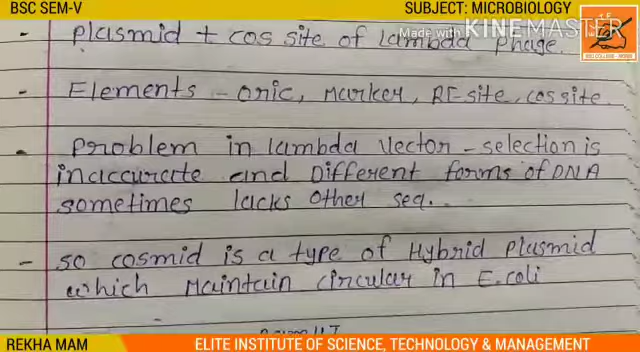 BSC SEM-V
SUBJECT: MICROBIOLOGY
Made with KINEMASTER
- Plasmid + cos site of lambda phage.
- Elements - oric, Marker, RE-site, cos site.
- Problem in lambda vector - selection is
inaccurate and Different forms of DNA
sometimes lacks other seq..
- so cosmid is a type of Hybrid plasmid
which Maintain circular in E.coli
REKHA MAM
ELITE INSTITUTE OF SCIENCE, TECHNOLOGY & MANAGEMENT